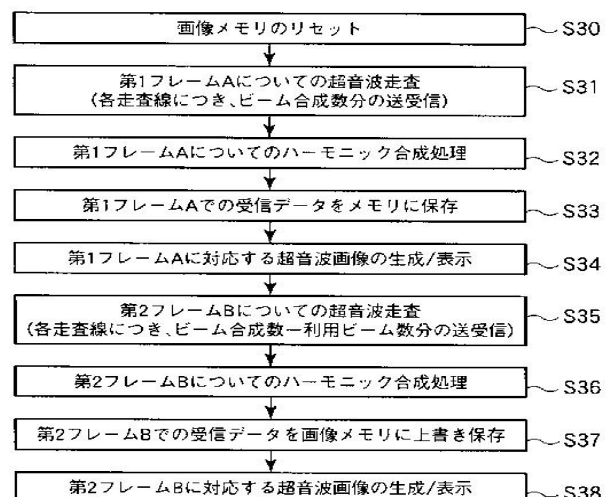 画像メモリのリセット
S30
第1フレームAについての超音波走査
(各走査線につき、ビーム合成数分の送受信)
S31
第1フレームAについてのハーモニック合成処理
S32
第1フレームAでの受信データをメモリに保存
S33
第1フレームAに対応する超音波画像の生成/表示
S34
第2フレームBについての超音波走査
(各走査線につき、ビーム合成数ー利用ビーム数分の送受信)
S35
第2フレームBについてのハーモニック合成処理
S36
第2フレームBでの受信データを画像メモリに上書き保存
S37
第2フレームBに対応する超音波画像の生成/表示
S38